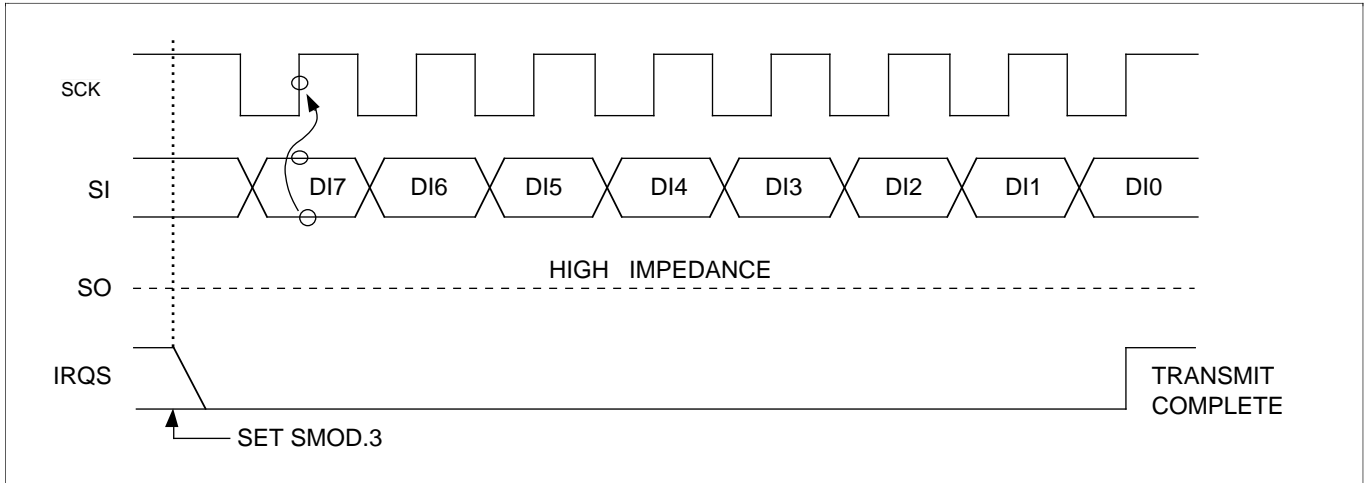 SCK
SI
DI7 DI6 DI5 DI4 DI3 DI2 DI1 DI0
HIGH IMPEDANCE
SO
IRQS
TRANSMIT
COMPLETE
SET SMOD.3